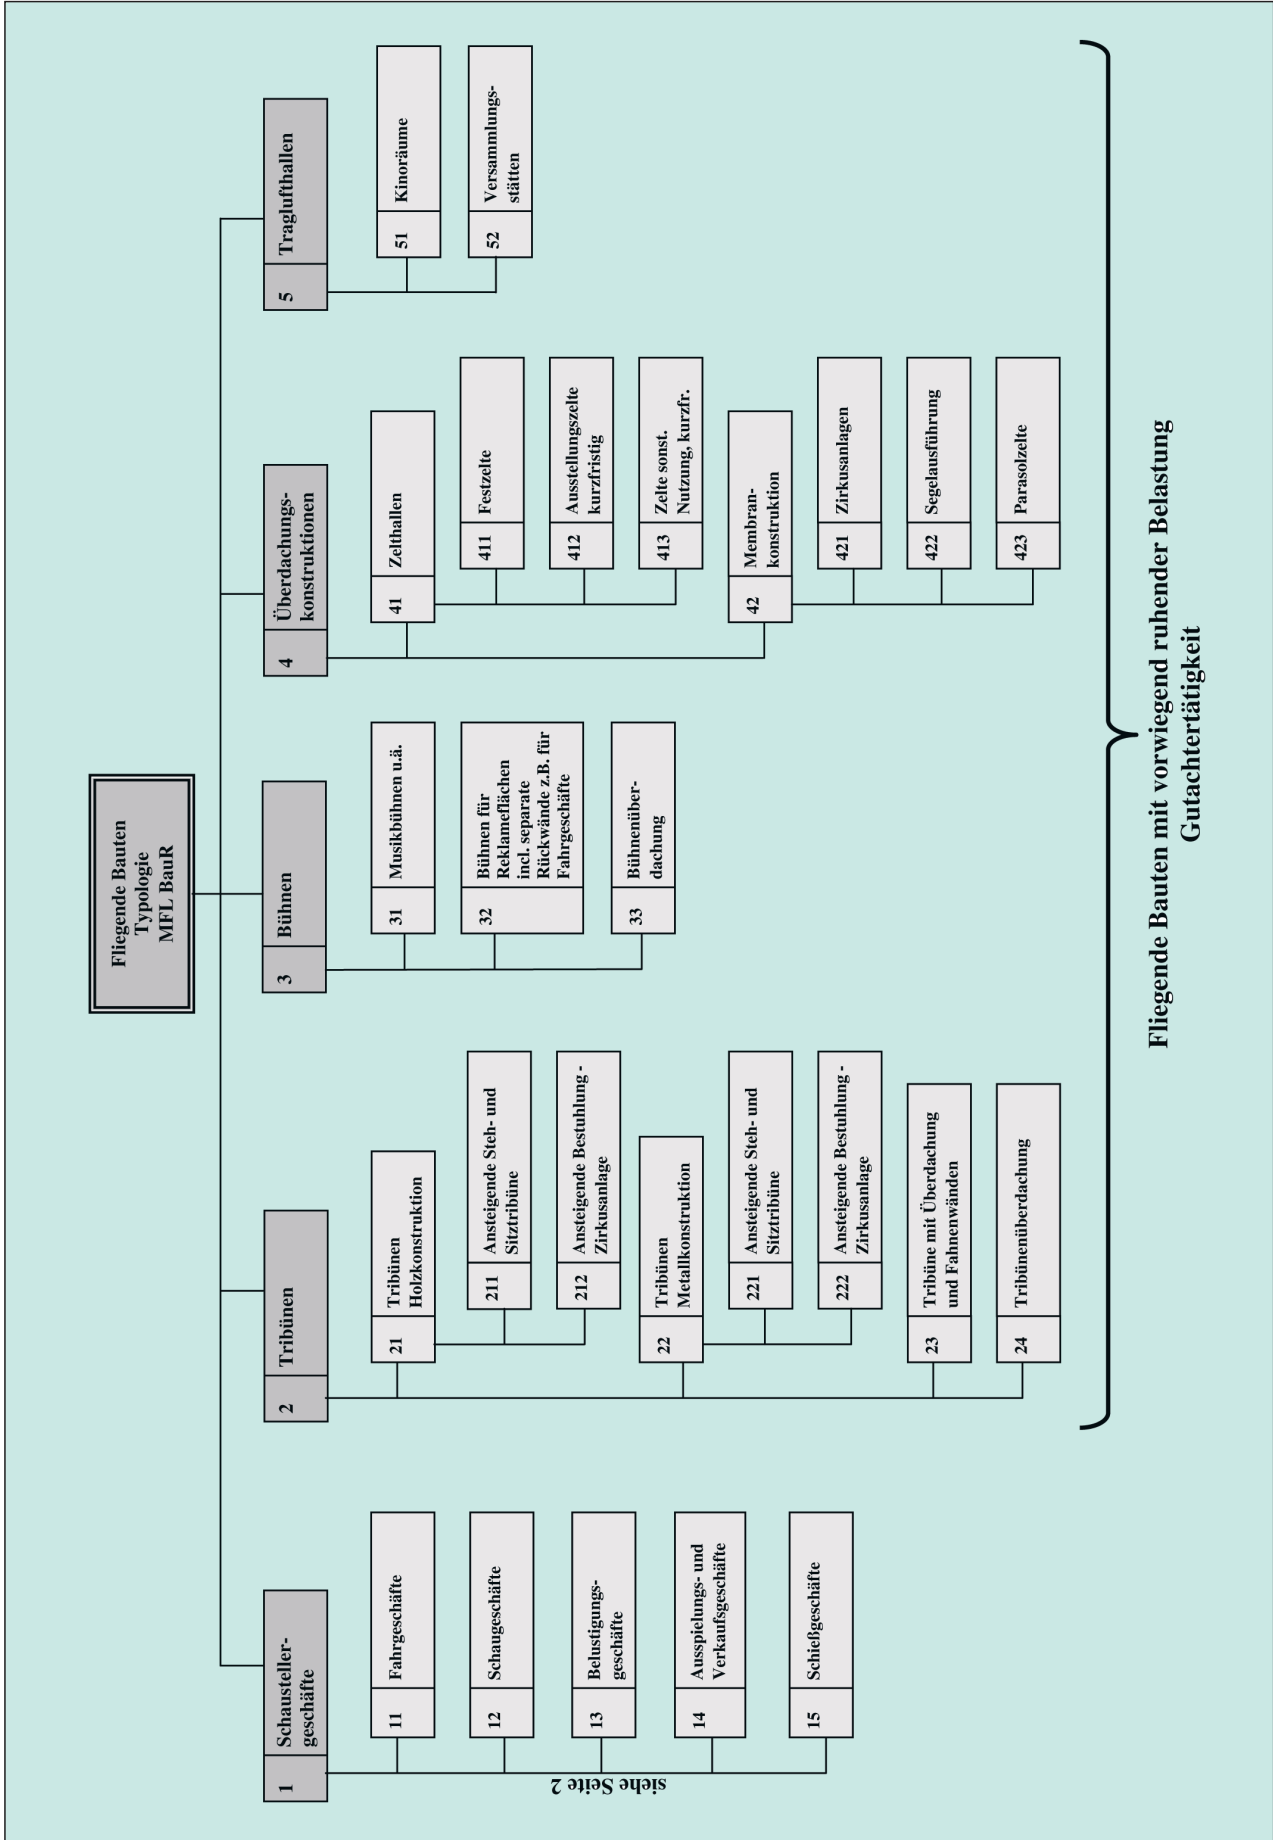 Fliegende Bauten
Typologie
MFL BauR
1
Schausteller-
geschäfte
11
Fahrgeschäfte
12
Schaugeschäfte
13
Belustigungs-
geschäfte
14
Ausspielungs- und
Verkaufsgeschäfte
15
Schießgeschäfte
siehe Seite 2
2
Tribünen
21
Tribünen
Holzkonstruktion
211
Ansteigende Steh- und
Sitztribüne
212
Ansteigende Bestuhlung -
Zirkusanlage
22
Tribünen
Metallkonstruktion
221
Ansteigende Steh- und
Sitztribüne
222
Ansteigende Bestuhlung -
Zirkusanlage
23
Tribüne mit Überdachung
und Fahnenwänden
24
Tribünenüberdachung
3
Bühnen
31
Musikbühnen u.ä.
32
Bühnen für
Reklameflächen
incl. separate
Rückwände z.B. für
Fahrgeschäfte
33
Bühnenüber-
dachung
4
Überdachungs-
konstruktionen
41
Zelthallen
411
Festzelte
412
Ausstellungszelte
kurzfristig
413
Zelte sonst.
Nutzung, kurzfr.
42
Membran-
konstruktion
421
Zirkusanlagen
422
Segelausführung
423
Parasolzelte
5
Traglufthallen
51
Kinoräume
52
Versammlungs-
stätten
Fliegende Bauten mit vorwiegend ruhender Belastung
Gutachtertätigkeit